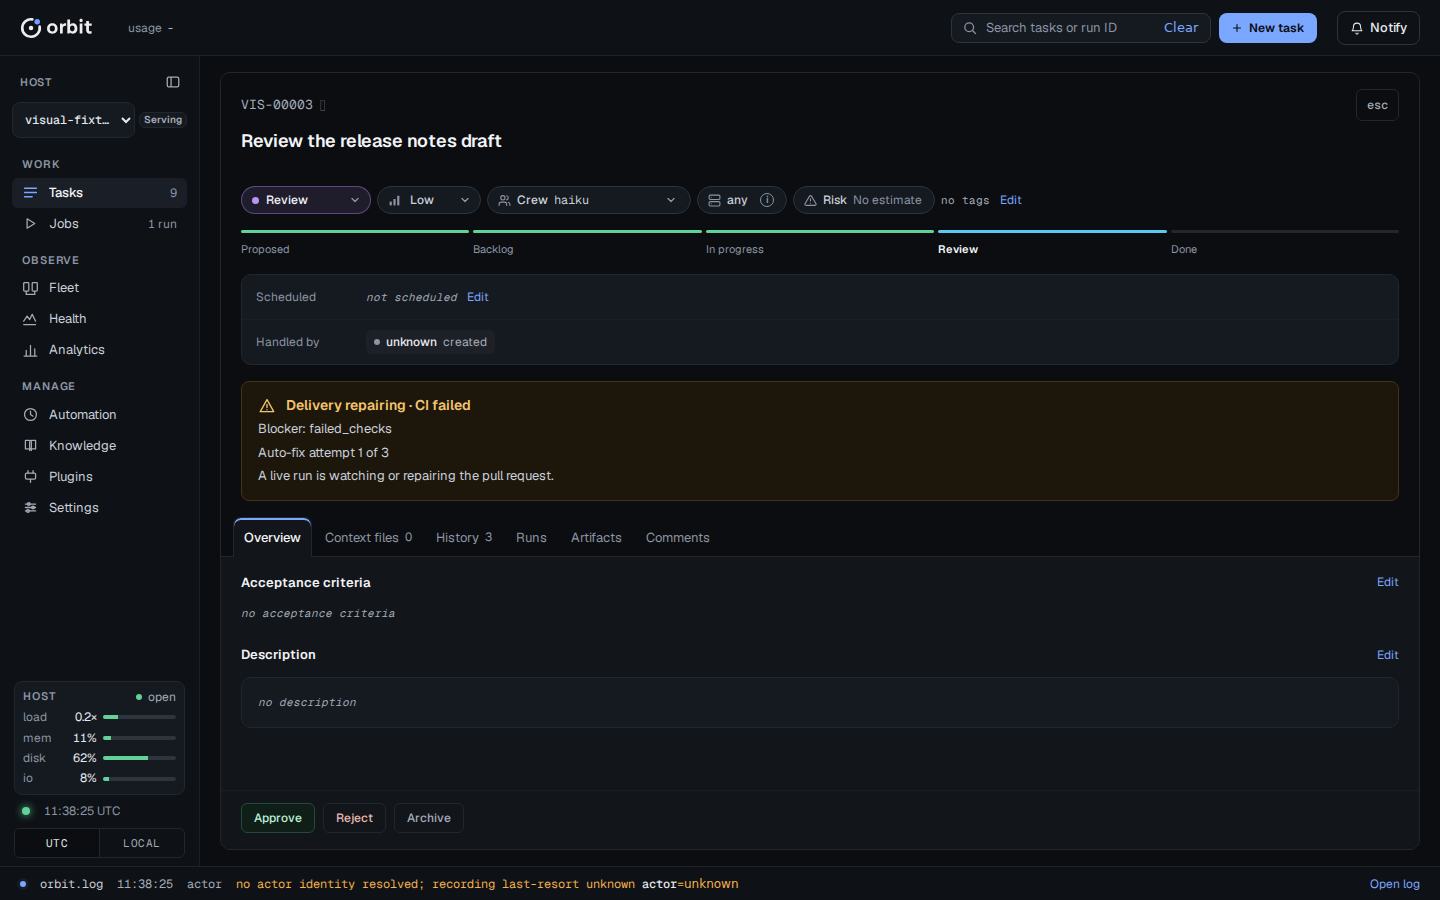 orbit
usage -
Search tasks or run ID
Clear
+ New task
Notify
HOST
visual-fixt…
Serving
WORK
Tasks 9
Jobs 1 run
OBSERVE
Fleet
Health
Analytics
MANAGE
Automation
Knowledge
Plugins
Settings
HOST open
load 0.2×
mem 11%
disk 62%
io 8%
11:38:25 UTC
UTC LOCAL
VIS-00003
esc
Review the release notes draft
Review
Low
Crew haiku
any
Risk No estimate
no tags Edit
Proposed
Backlog
In progress
Review
Done
Scheduled not scheduled Edit
Handled by unknown created
Delivery repairing · CI failed
Blocker: failed_checks
Auto-fix attempt 1 of 3
A live run is watching or repairing the pull request.
Overview
Context files 0
History 3
Runs
Artifacts
Comments
Acceptance criteria Edit
no acceptance criteria
Description Edit
no description
Approve
Reject
Archive
orbit.log 11:38:25 actor no actor identity resolved; recording last-resort unknown actor=unknown Open log